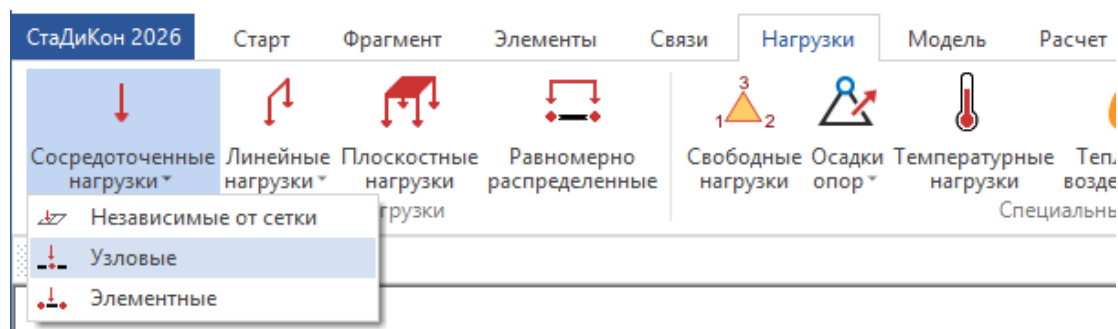 СтаДиКон 2026 Старт Фрагмент Элементы Связи Нагрузки Модель Расчет
3
1 2
Сосредоточенные Линейные Плоскостные Равномерно Свободные Осадки Температурные
нагрузки нагрузки нагрузки распределенные нагрузки опор нагрузки
Независимые от сетки
Узловые
Элементные